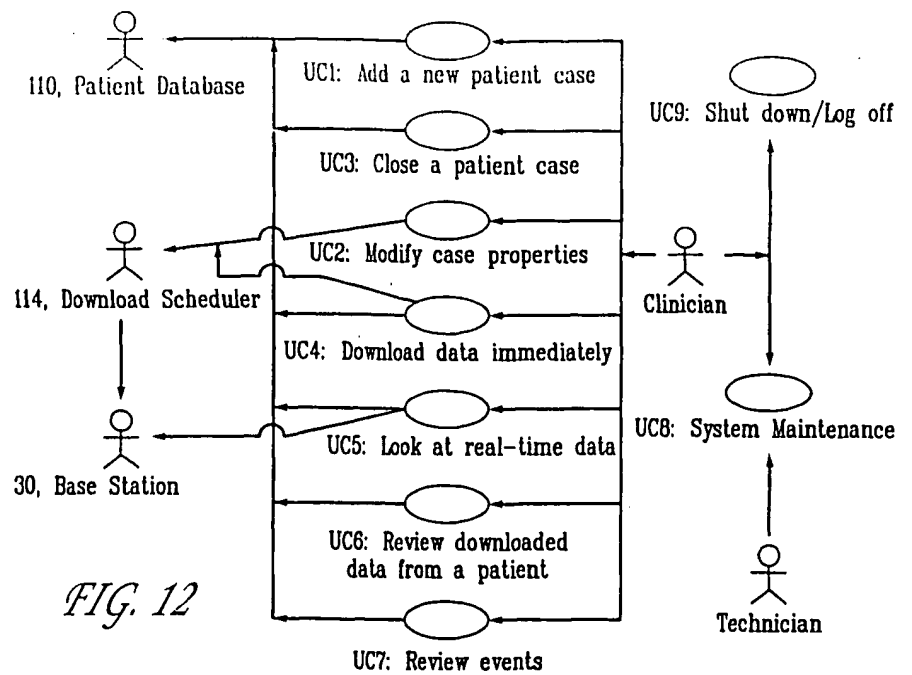 110, Patient Database
UC1: Add a new patient case
UC9: Shut down/Log off
UC3: Close a patient case
UC2: Modify case properties
114, Download Scheduler
Clinician
UC4: Download data immediately
UC8: System Maintenance
UC5: Look at real-time data
30, Base Station
UC6: Review downloaded
data from a patient
FIG. 12
Technician
UC7: Review events